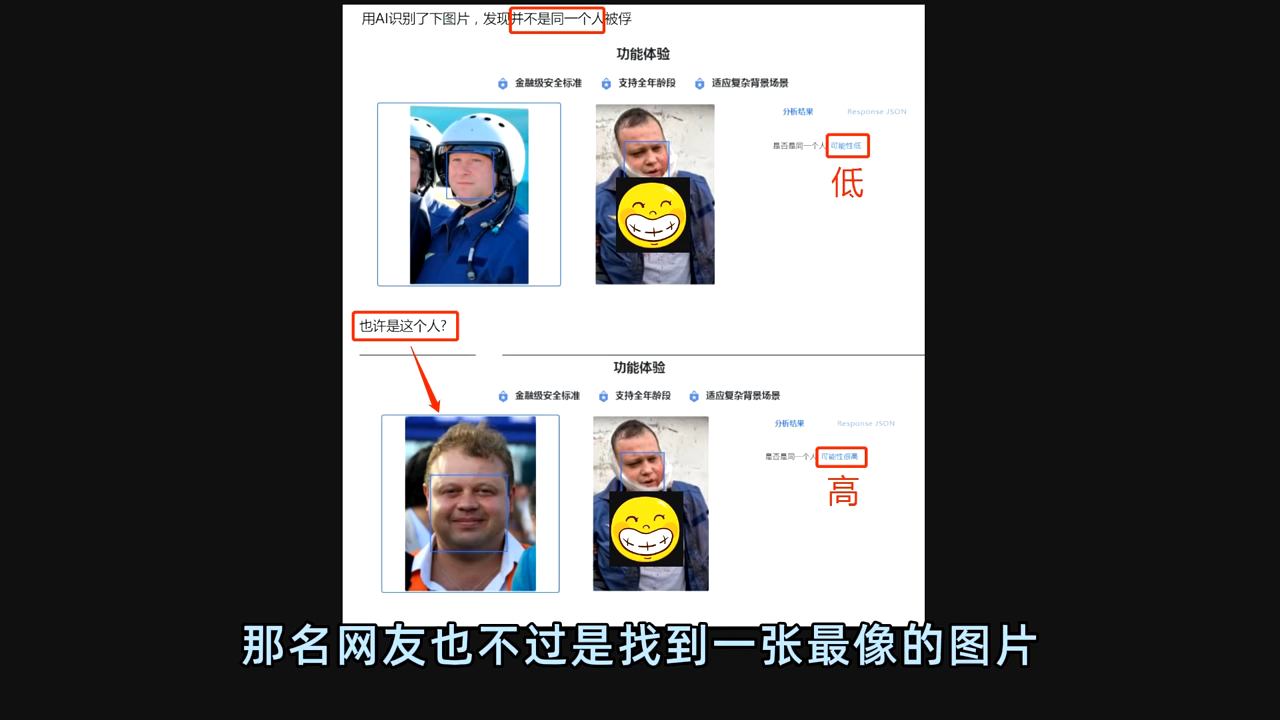 用AI识别了下图片，发现并不是同一个人被俘
功能体验
金融级安全标准 支持全年龄段 适应复杂背景场景
分析结果 Response JSON
是否是同一个人 可能性低
低
也许是这个人?
功能体验
金融级安全标准 支持全年龄段 适应复杂背景场景
分析结果 Response JSON
是否是同一个人 可能性很高
高
那名网友也不过是找到一张最像的图片